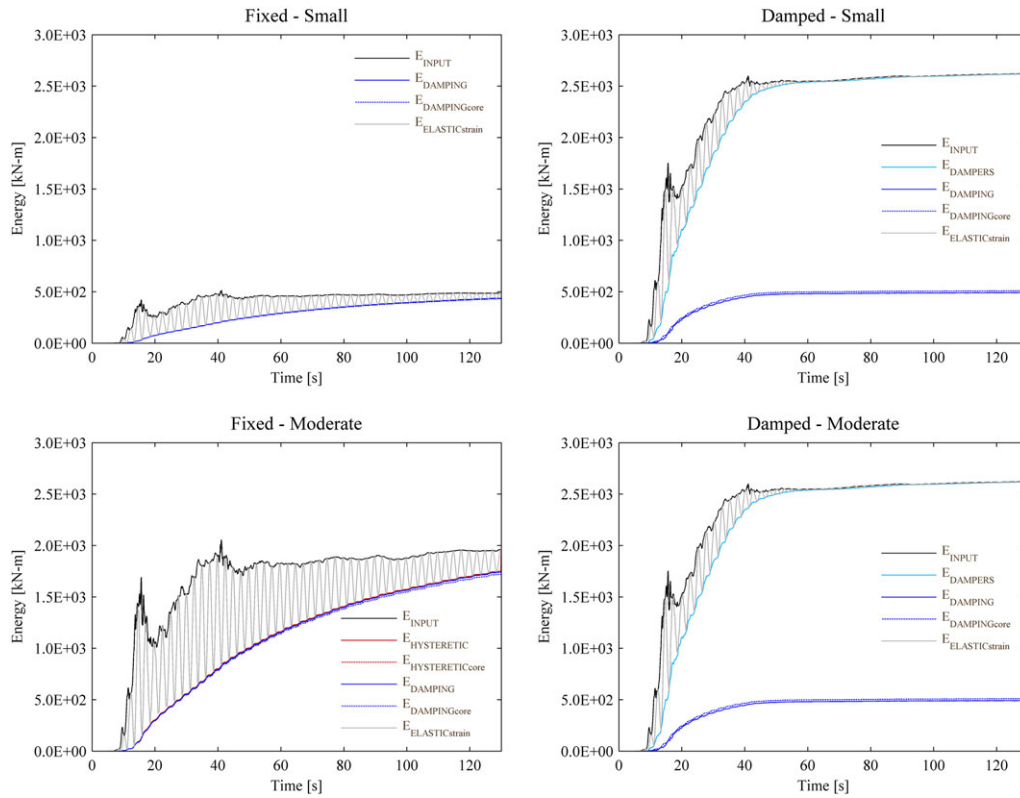 Fixed - Small
3.0E+03
2.5E+03
2.0E+03
1.5E+03
1.0E+03
5.0E+02
0.0E+00
Energy [kN-m]
E_INPUT
E_DAMPING
E_DAMPINGcore
E_ELASTICstrain
0 20 40 60 80 100 120
Time [s]
Damped - Small
3.0E+03
2.5E+03
2.0E+03
1.5E+03
1.0E+03
5.0E+02
0.0E+00
Energy [kN-m]
E_INPUT
E_DAMPERS
E_DAMPING
E_DAMPINGcore
E_ELASTICstrain
0 20 40 60 80 100 120
Time [s]
Fixed - Moderate
3.0E+03
2.5E+03
2.0E+03
1.5E+03
1.0E+03
5.0E+02
0.0E+00
Energy [kN-m]
E_INPUT
E_HYSTERETIC
E_HYSTERETICcore
E_DAMPING
E_DAMPINGcore
E_ELASTICstrain
0 20 40 60 80 100 120
Time [s]
Damped - Moderate
3.0E+03
2.5E+03
2.0E+03
1.5E+03
1.0E+03
5.0E+02
0.0E+00
Energy [kN-m]
E_INPUT
E_DAMPERS
E_DAMPING
E_DAMPINGcore
E_ELASTICstrain
0 20 40 60 80 100 120
Time [s]